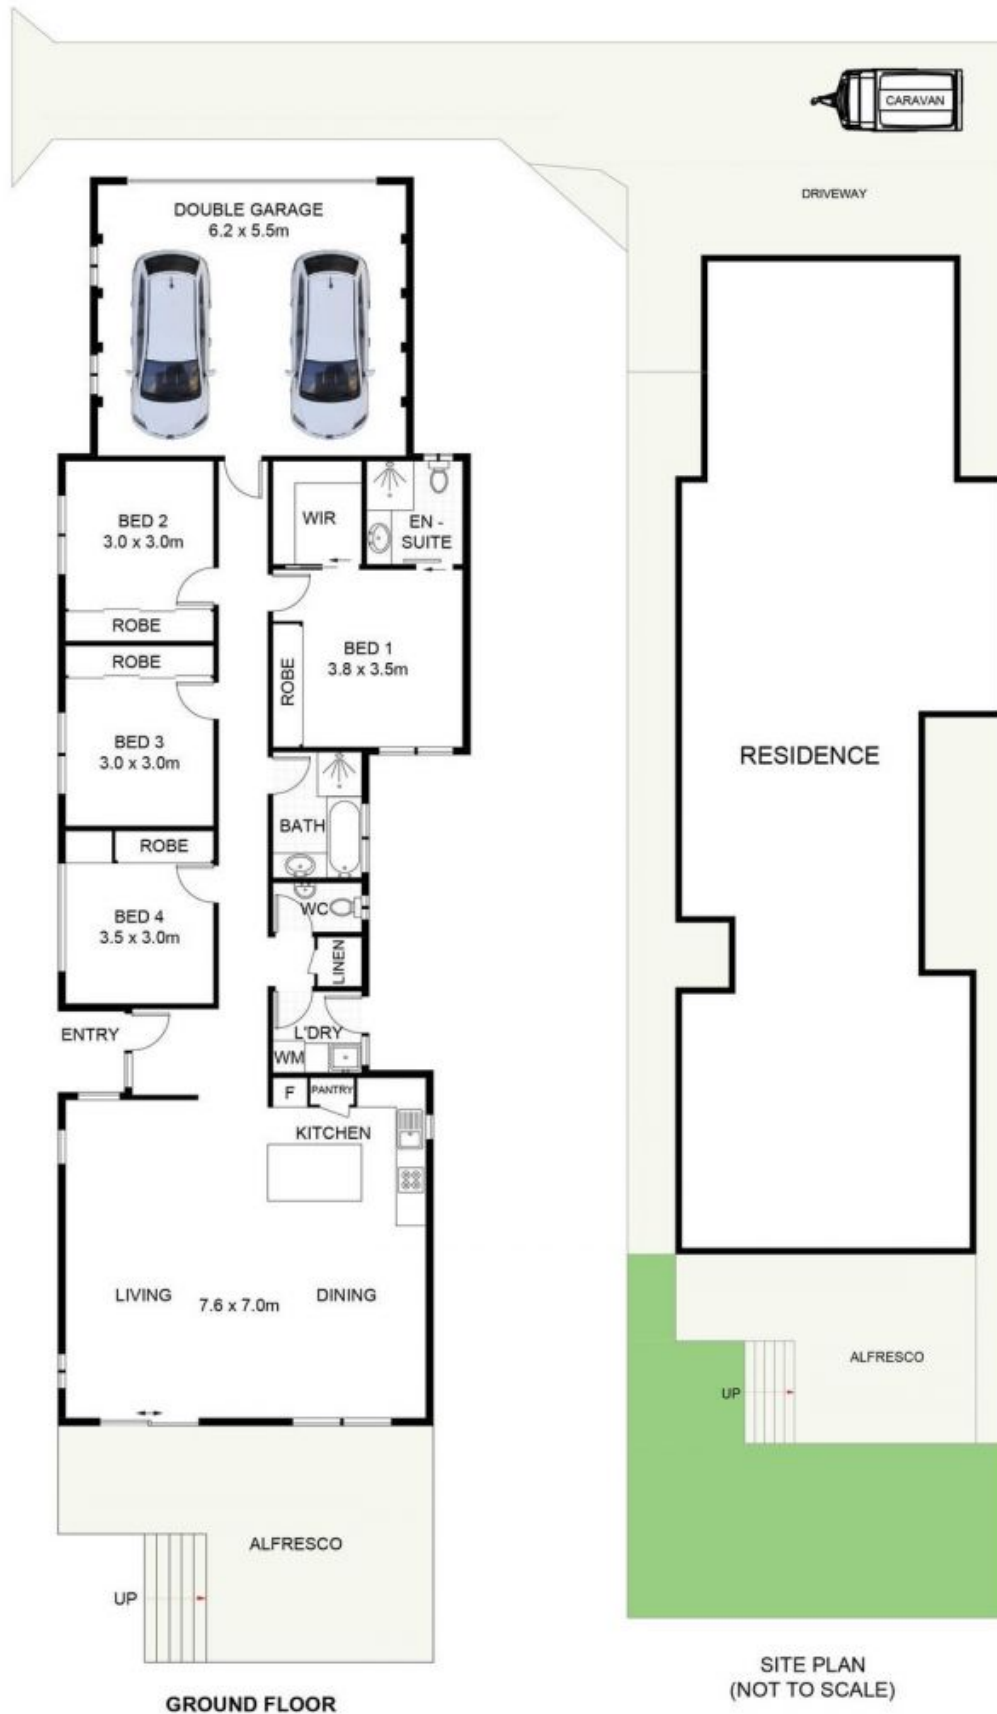 CARAVAN
DRIVEWAY
DOUBLE GARAGE
6.2 x 5.5m
WIR
EN -
SUITE
BED 2
3.0 x 3.0m
ROBE
ROBE
BED 1
3.8 x 3.5m
ROBE
BED 3
3.0 x 3.0m
BATH
ROBE
BED 4
3.5 x 3.0m
WC
LINEN
ENTRY
L'DRY
WM
F
PANTRY
KITCHEN
LIVING
7.6 x 7.0m
DINING
ALFRESCO
UP
GROUND FLOOR
RESIDENCE
ALFRESCO
UP
SITE PLAN
(NOT TO SCALE)